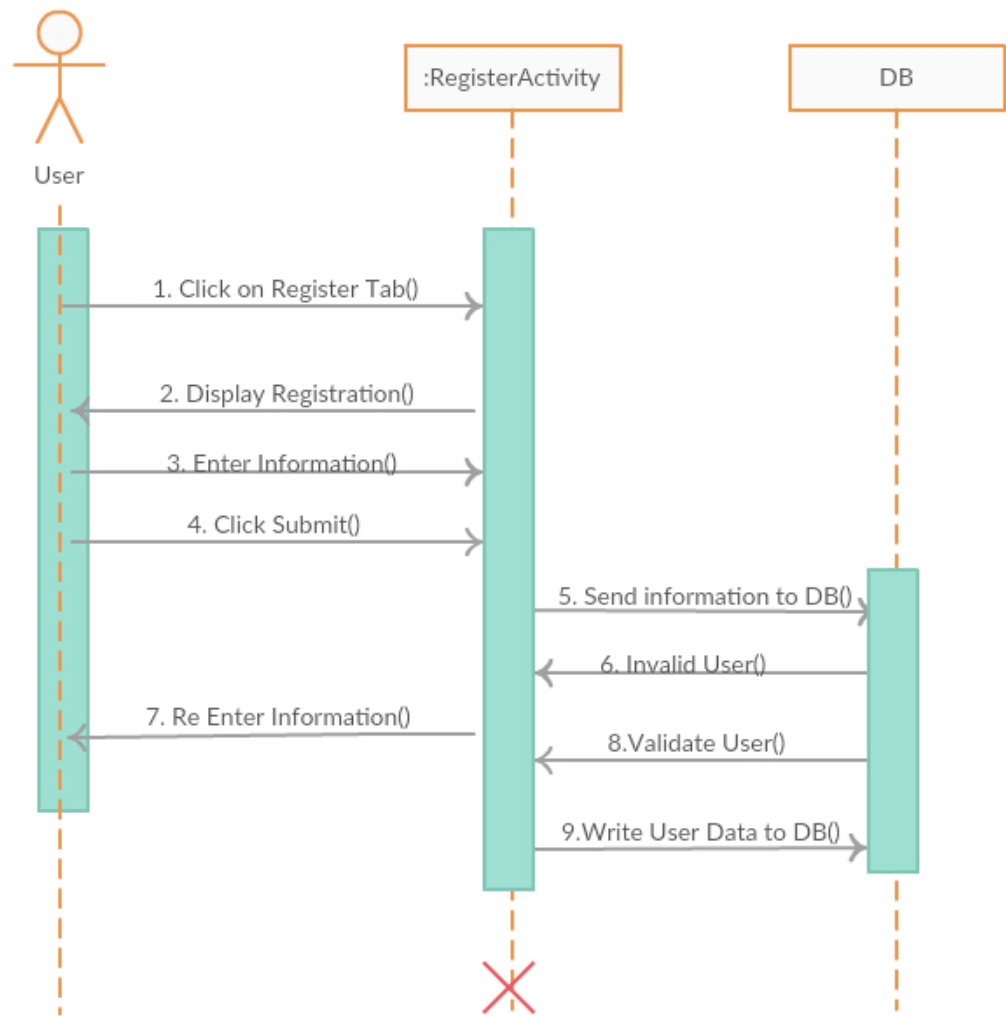 :RegisterActivity
DB
User
1. Click on Register Tab()
2. Display Registration()
3. Enter Information()
4. Click Submit()
5. Send information to DB()
6. Invalid User()
7. Re Enter Information()
8.Validate User()
9.Write User Data to DB()